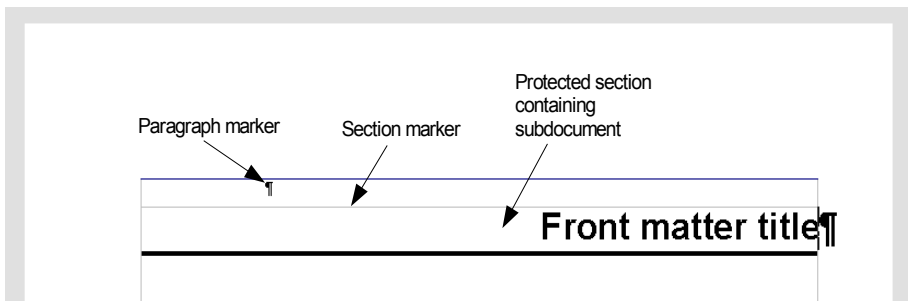 Protected section
containing
subdocument
Paragraph marker
Section marker
¶
Front matter title¶